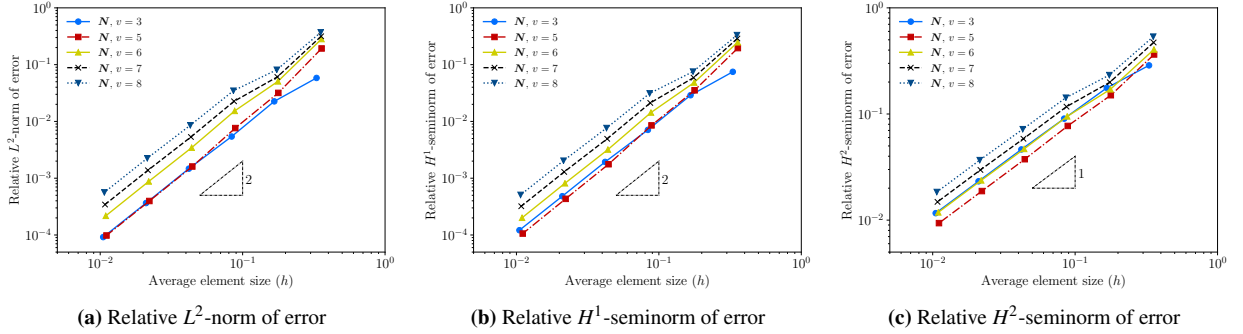 Relative L²-norm of error
10⁰
10⁻¹
10⁻²
10⁻³
10⁻⁴
N, v = 3
N, v = 5
N, v = 6
N, v = 7
N, v = 8
2
10⁻² 10⁻¹ 10⁰
Average element size (h)
(a) Relative L²-norm of error
Relative H¹-seminorm of error
10⁰
10⁻¹
10⁻²
10⁻³
10⁻⁴
N, v = 3
N, v = 5
N, v = 6
N, v = 7
N, v = 8
2
10⁻² 10⁻¹ 10⁰
Average element size (h)
(b) Relative H¹-seminorm of error
Relative H²-seminorm of error
10⁰
10⁻¹
10⁻²
N, v = 3
N, v = 5
N, v = 6
N, v = 7
N, v = 8
1
10⁻² 10⁻¹ 10⁰
Average element size (h)
(c) Relative H²-seminorm of error